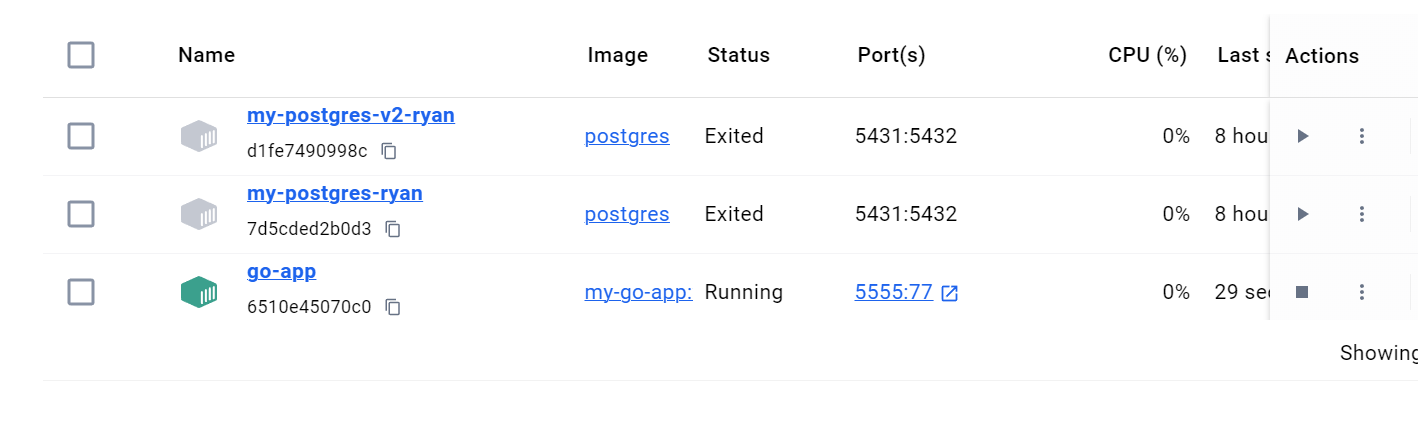 Name Image Status Port(s) CPU (%) Last s Actions
my-postgres-v2-ryan
d1fe7490998c
postgres Exited 5431:5432 0% 8 hou
my-postgres-ryan
7d5cded2b0d3
postgres Exited 5431:5432 0% 8 hou
go-app
6510e45070c0
my-go-app: Running 5555:77 0% 29 sec
Showing